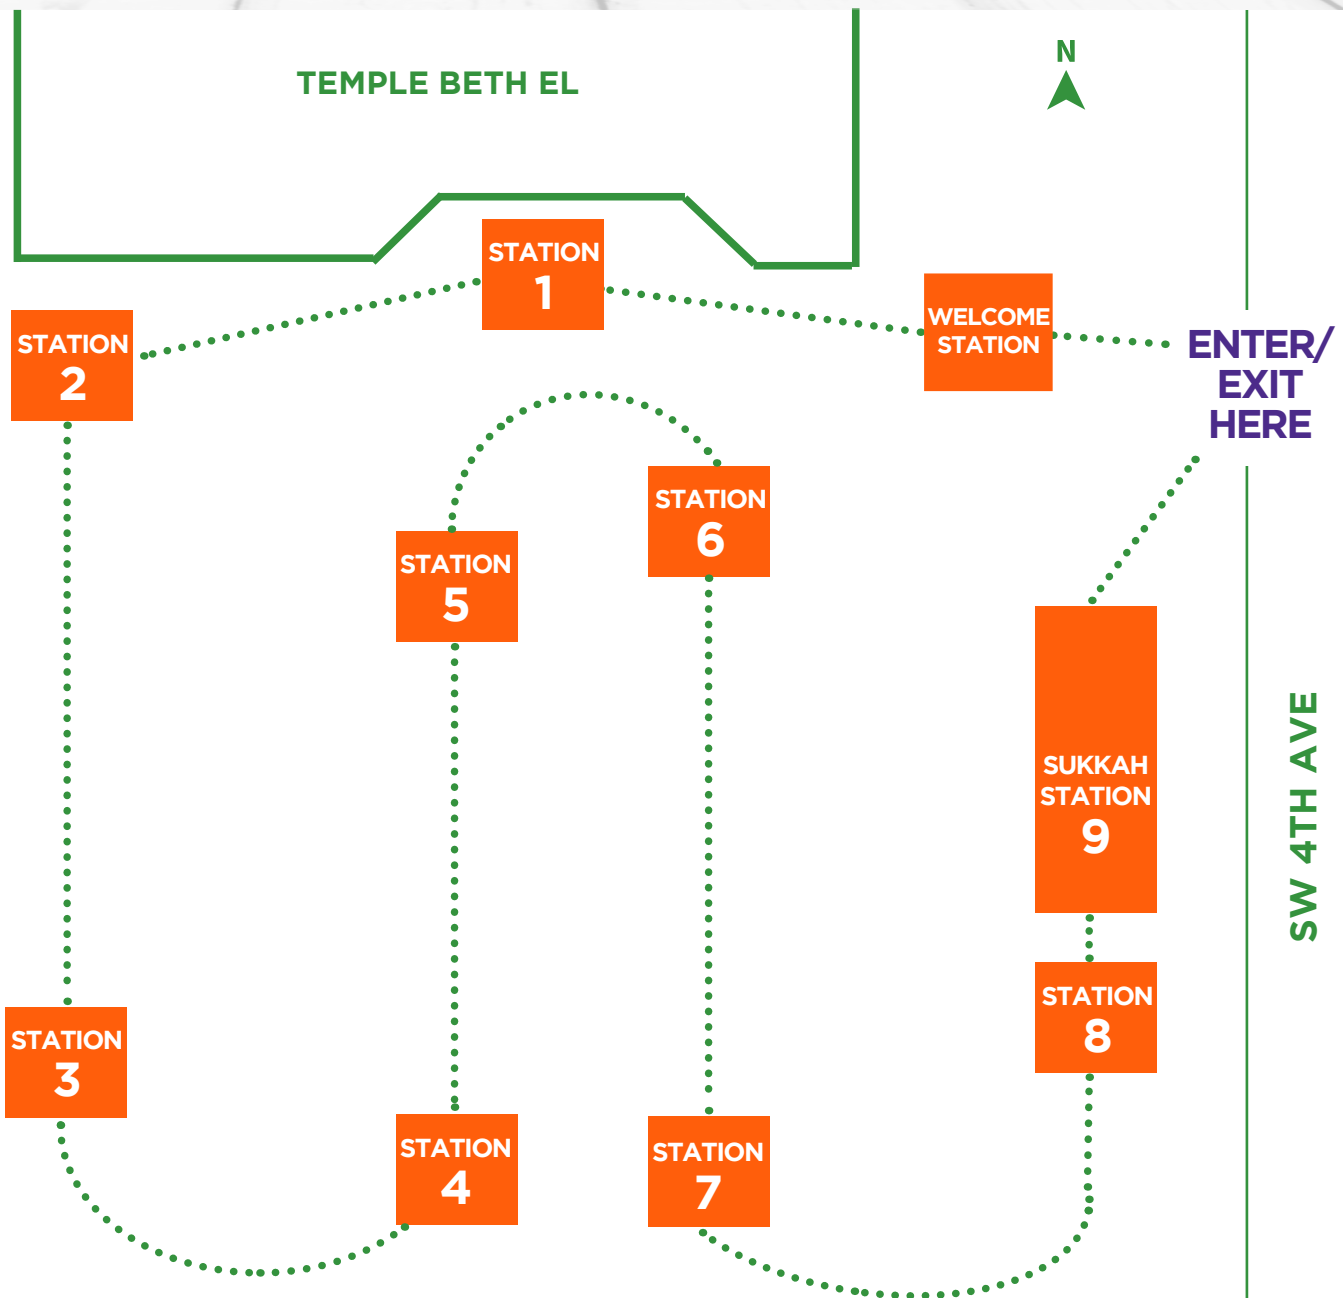 TEMPLE BETH EL
N
STATION
1
WELCOME
STATION
ENTER/
EXIT
HERE
STATION
2
STATION
6
STATION
5
SUKKAH
STATION
9
SW 4TH AVE
STATION
8
STATION
3
STATION
4
STATION
7